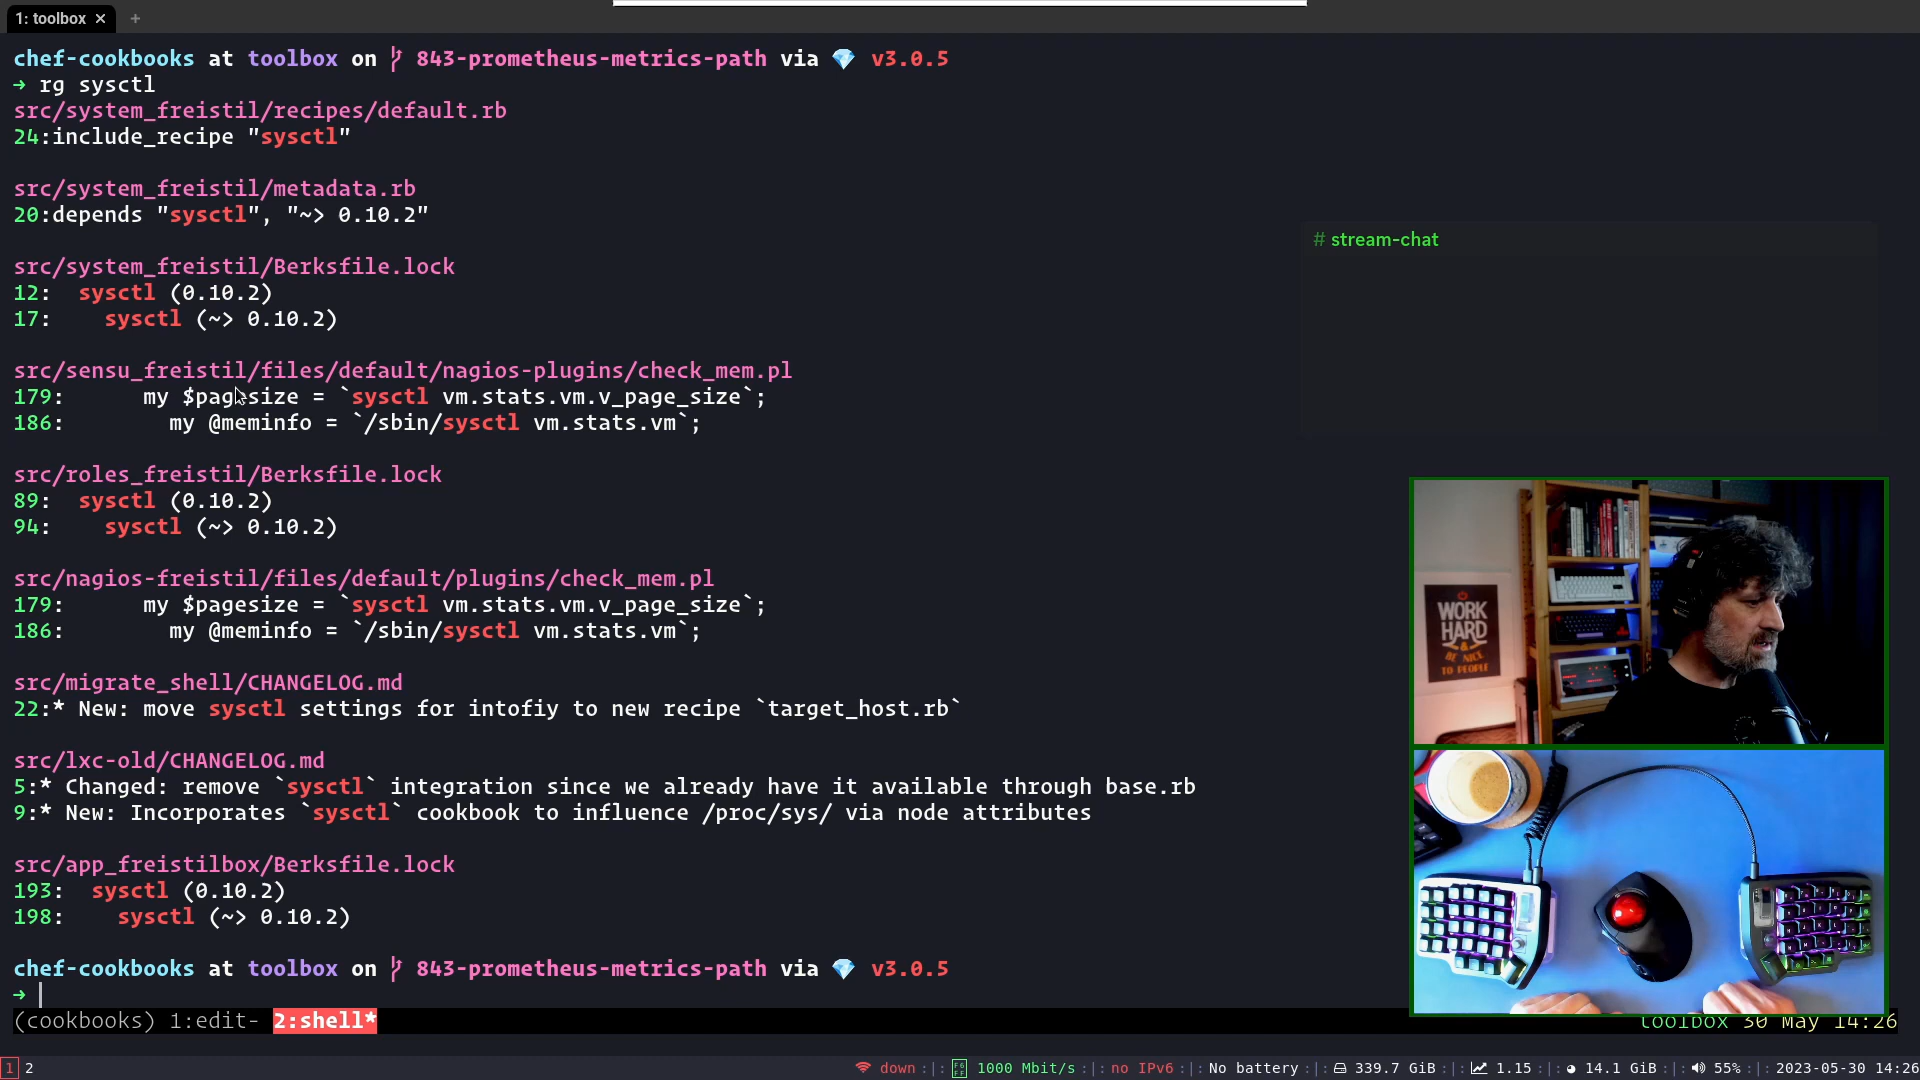 1: toolbox × +
chef-cookbooks at toolbox on 843-prometheus-metrics-path via 💎 v3.0.5
→ rg sysctl
src/system_freistil/recipes/default.rb
24:include_recipe "sysctl"
src/system_freistil/metadata.rb
20:depends "sysctl", "~> 0.10.2"
src/system_freistil/Berksfile.lock
12:  sysctl (0.10.2)
17:    sysctl (~> 0.10.2)
src/sensu_freistil/files/default/nagios-plugins/check_mem.pl
179:      my $pagesize = `sysctl vm.stats.vm.v_page_size`;
186:        my @meminfo = `/sbin/sysctl vm.stats.vm`;
src/roles_freistil/Berksfile.lock
89:  sysctl (0.10.2)
94:    sysctl (~> 0.10.2)
src/nagios-freistil/files/default/plugins/check_mem.pl
179:      my $pagesize = `sysctl vm.stats.vm.v_page_size`;
186:        my @meminfo = `/sbin/sysctl vm.stats.vm`;
src/migrate_shell/CHANGELOG.md
22:* New: move sysctl settings for intofiy to new recipe `target_host.rb`
src/lxc-old/CHANGELOG.md
5:* Changed: remove `sysctl` integration since we already have it available through base.rb
9:* New: Incorporates `sysctl` cookbook to influence /proc/sys/ via node attributes
src/app_freistilbox/Berksfile.lock
193:  sysctl (0.10.2)
198:    sysctl (~> 0.10.2)
chef-cookbooks at toolbox on 843-prometheus-metrics-path via 💎 v3.0.5
→
# stream-chat
WORK
HARD
&
BE NICE
TO PEOPLE
(cookbooks) 1:edit- 2:shell*
toolbox 30 May 14:26
1 2
down :|: 1000 Mbit/s :|: no IPv6 :|: No battery :|: 339.7 GiB :|: 1.15 :|: 14.1 GiB :|: 55% :|: 2023-05-30 14:26